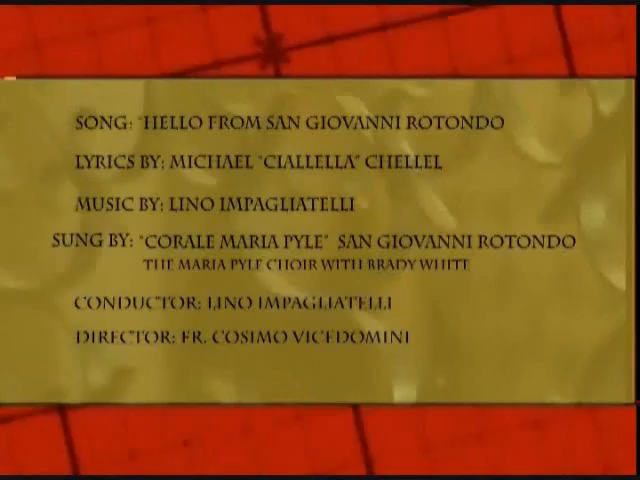 SONG: "HELLO FROM SAN GIOVANNI ROTONDO
LYRICS BY: MICHAEL "CIALLELLA" CHELLEL
MUSIC BY: LINO IMPAGLIATELLI
SUNG BY: "CORALE MARIA PYLE" SAN GIOVANNI ROTONDO
THE MARIA PYLE CHOIR WITH BRADY WHITE
CONDUCTOR: LINO IMPAGLIATELLI
DIRECTOR: FR. COSIMO VICEDOMINI